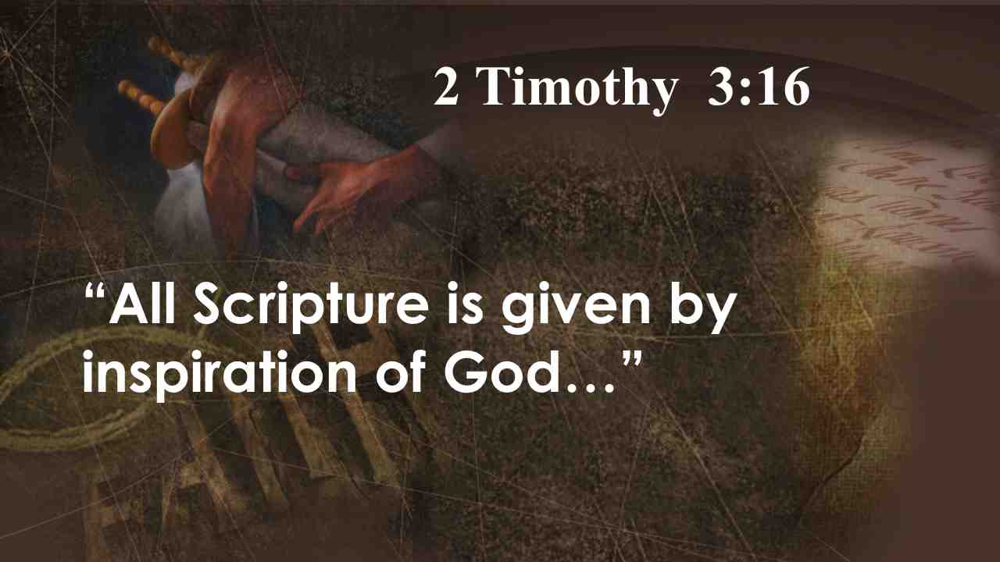 2 Timothy 3:16
“All Scripture is given by
inspiration of God…”